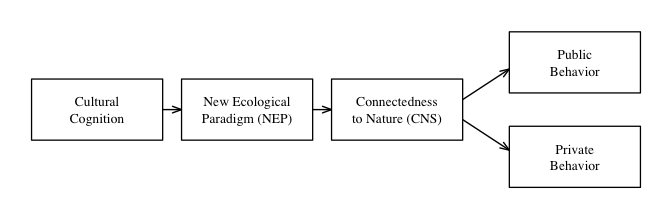 Cultural
Cognition
New Ecological
Paradigm (NEP)
Connectedness
to Nature (CNS)
Public
Behavior
Private
Behavior